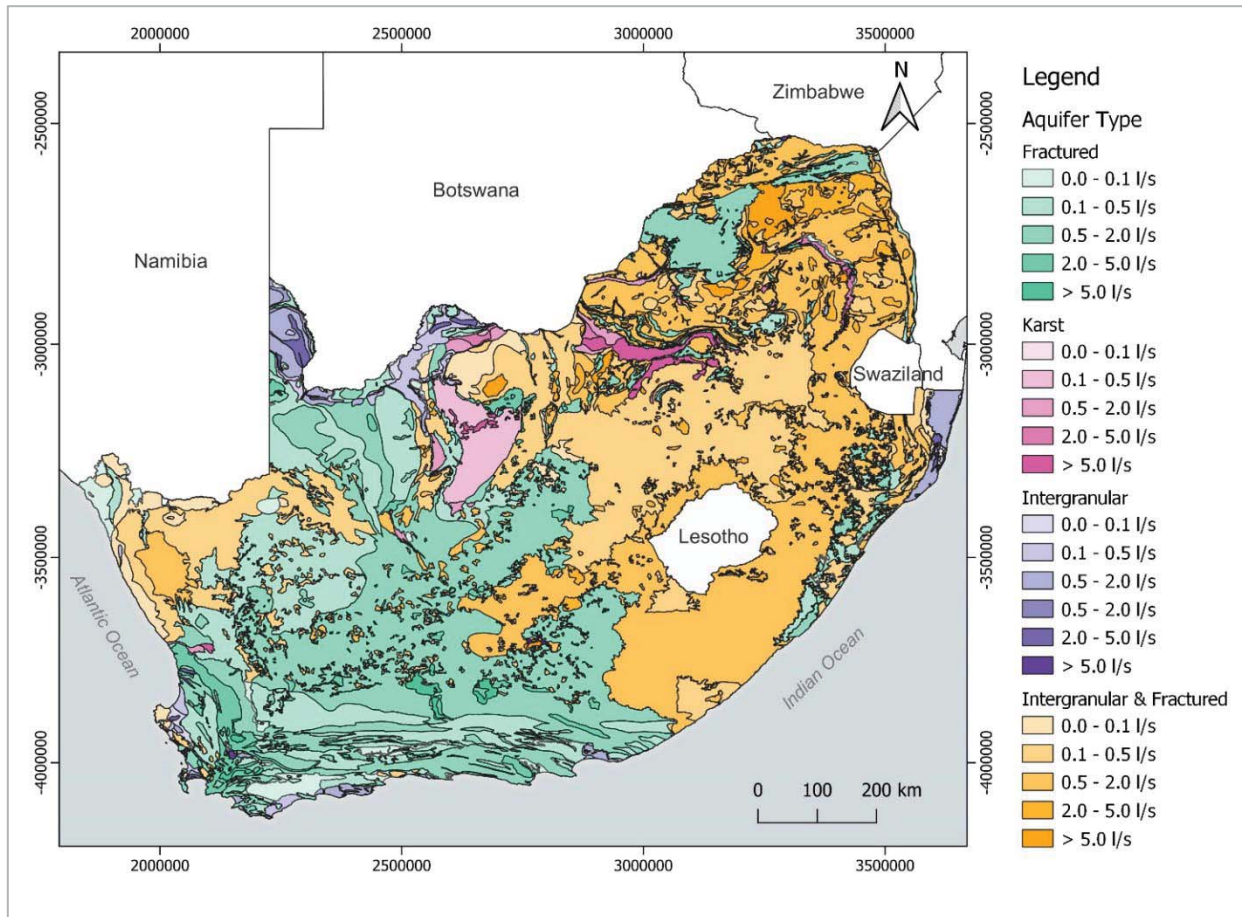 2000000 2500000 3000000 3500000
N
Zimbabwe
-2500000
-2500000
Botswana
Namibia
-3000000
-3000000
Swaziland
Lesotho
-3500000
-3500000
Atlantic Ocean
Indian Ocean
-4000000
-4000000
0 100 200 km
2000000 2500000 3000000 3500000
Legend
Aquifer Type
Fractured
0.0 - 0.1 l/s
0.1 - 0.5 l/s
0.5 - 2.0 l/s
2.0 - 5.0 l/s
> 5.0 l/s
Karst
0.0 - 0.1 l/s
0.1 - 0.5 l/s
0.5 - 2.0 l/s
2.0 - 5.0 l/s
> 5.0 l/s
Intergranular
0.0 - 0.1 l/s
0.1 - 0.5 l/s
0.5 - 2.0 l/s
0.5 - 2.0 l/s
2.0 - 5.0 l/s
> 5.0 l/s
Intergranular & Fractured
0.0 - 0.1 l/s
0.1 - 0.5 l/s
0.5 - 2.0 l/s
2.0 - 5.0 l/s
> 5.0 l/s